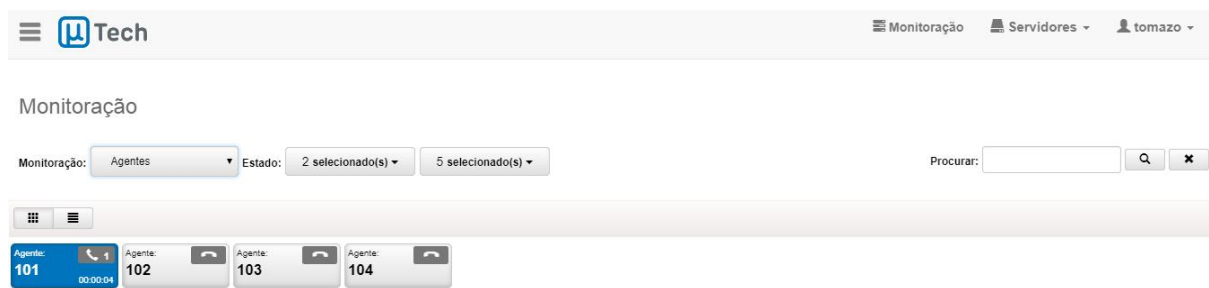 µ Tech Monitoração Servidores tomazo
Monitoração
Monitoração: Agentes Estado: 2 selecionado(s) 5 selecionado(s) Procurar:
Agente: 1 Agente: Agente: Agente:
101 102 103 104
00:00:04